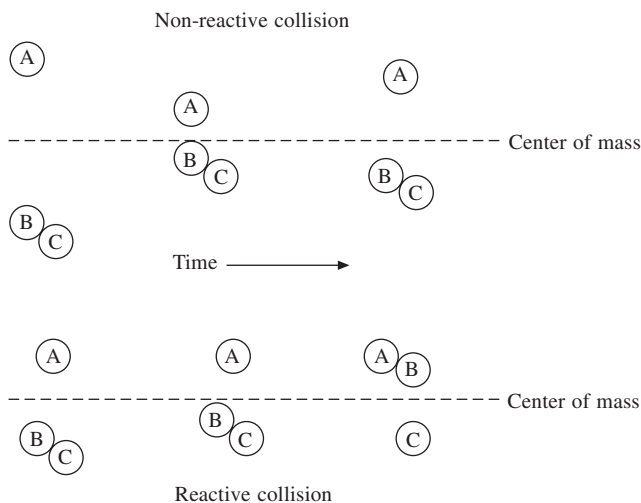 Non-reactive collision
A
A
A
Center of mass
B
C
B
C
B
C
Time
A
A
A
B
Center of mass
B
C
B
C
C
Reactive collision